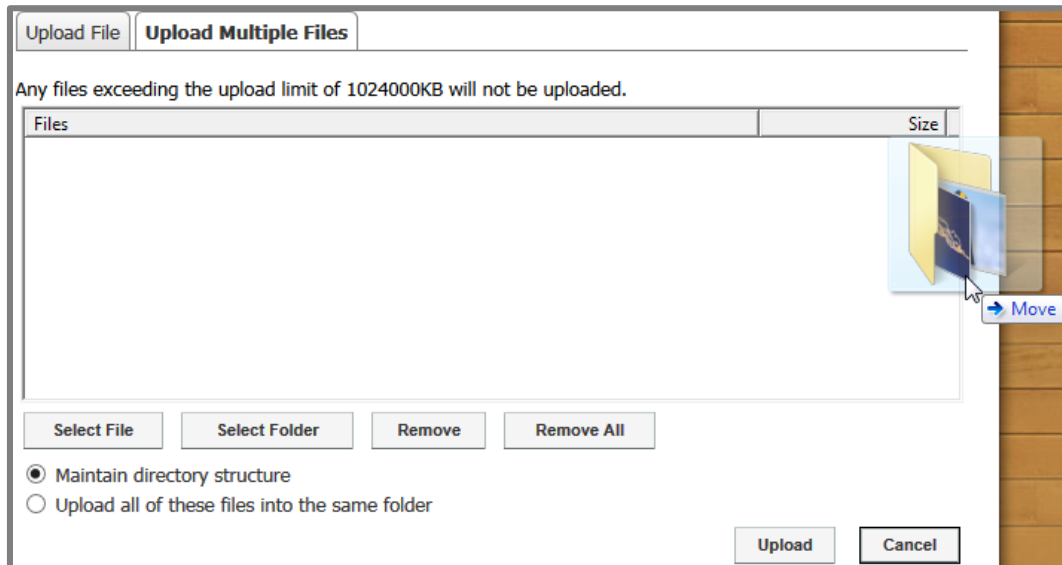 Upload File Upload Multiple Files
Any files exceeding the upload limit of 1024000KB will not be uploaded.
Files Size
Move
Select File Select Folder Remove Remove All
Maintain directory structure
Upload all of these files into the same folder
Upload Cancel